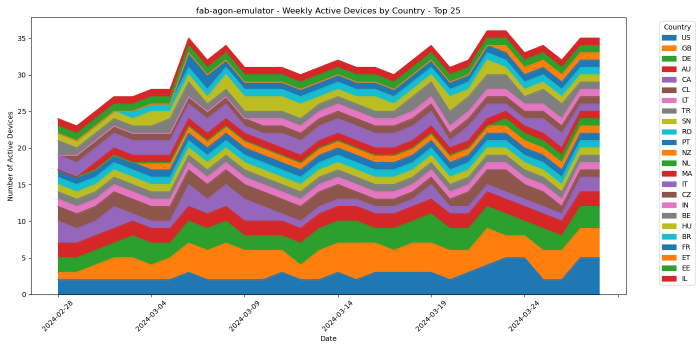 fab-agon-emulator - Weekly Active Devices by Country - Top 25
Number of Active Devices
35
30
25
20
15
10
5
0
2024-02-28
2024-03-04
2024-03-09
2024-03-14
2024-03-19
2024-03-24
Date
Country
US
GB
DE
AU
CA
CL
LT
TR
SN
RO
PT
NZ
NL
MA
IT
CZ
IN
BE
HU
BR
FR
ET
EE
IL